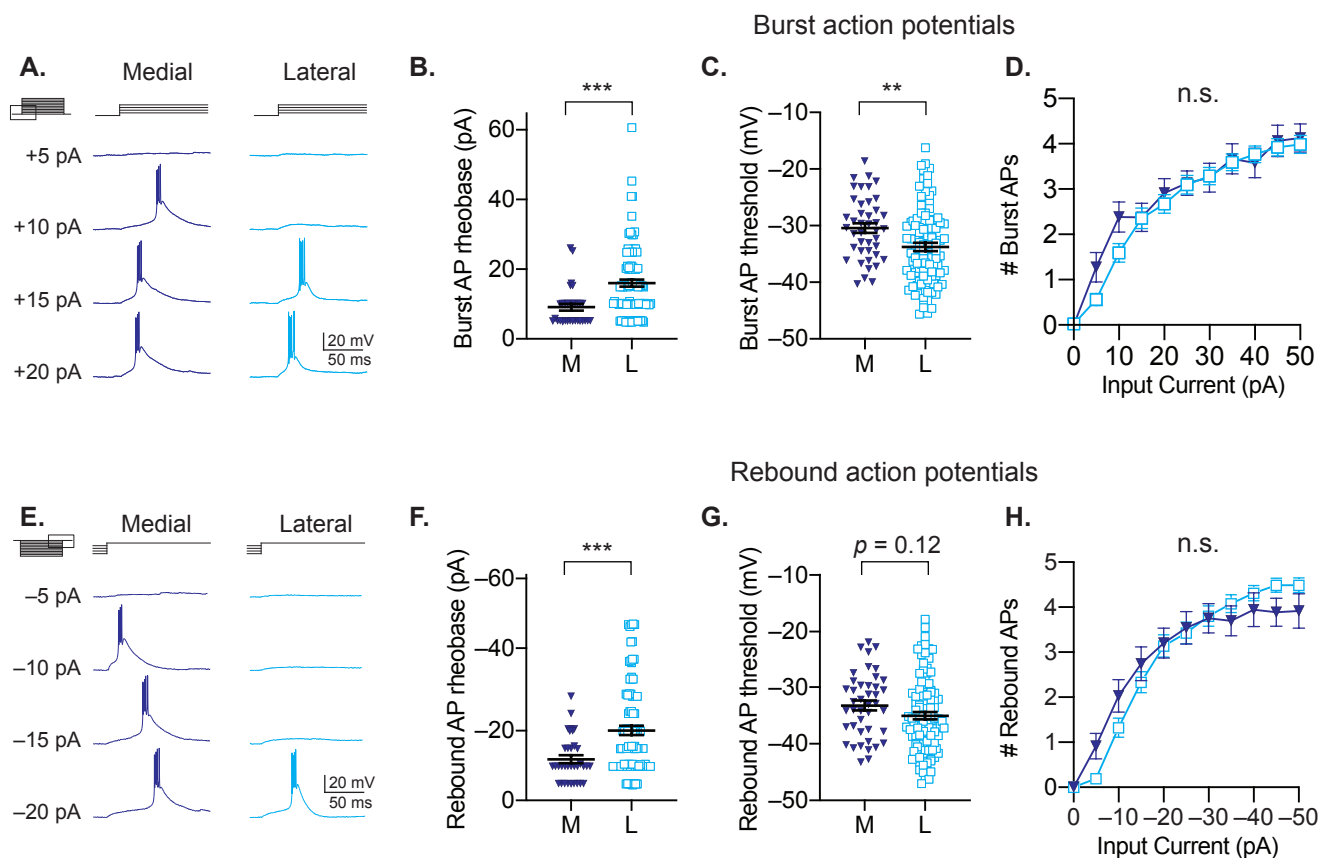 Burst action potentials
A.
Medial
Lateral
+5 pA
+10 pA
+15 pA
+20 pA
20 mV
50 ms
B.
***
Burst AP rheobase (pA)
60
40
20
0
M
L
C.
**
Burst AP threshold (mV)
−10
−20
−30
−40
−50
M
L
D.
n.s.
# Burst APs
5
4
3
2
1
0
0
10
20
30
40
50
Input Current (pA)
Rebound action potentials
E.
Medial
Lateral
−5 pA
−10 pA
−15 pA
−20 pA
20 mV
50 ms
F.
***
Rebound AP rheobase (pA)
−60
−40
−20
0
M
L
G.
p = 0.12
Rebound AP threshold (mV)
−10
−20
−30
−40
−50
M
L
H.
n.s.
# Rebound APs
5
4
3
2
1
0
0
−10
−20
−30
−40
−50
Input Current (pA)